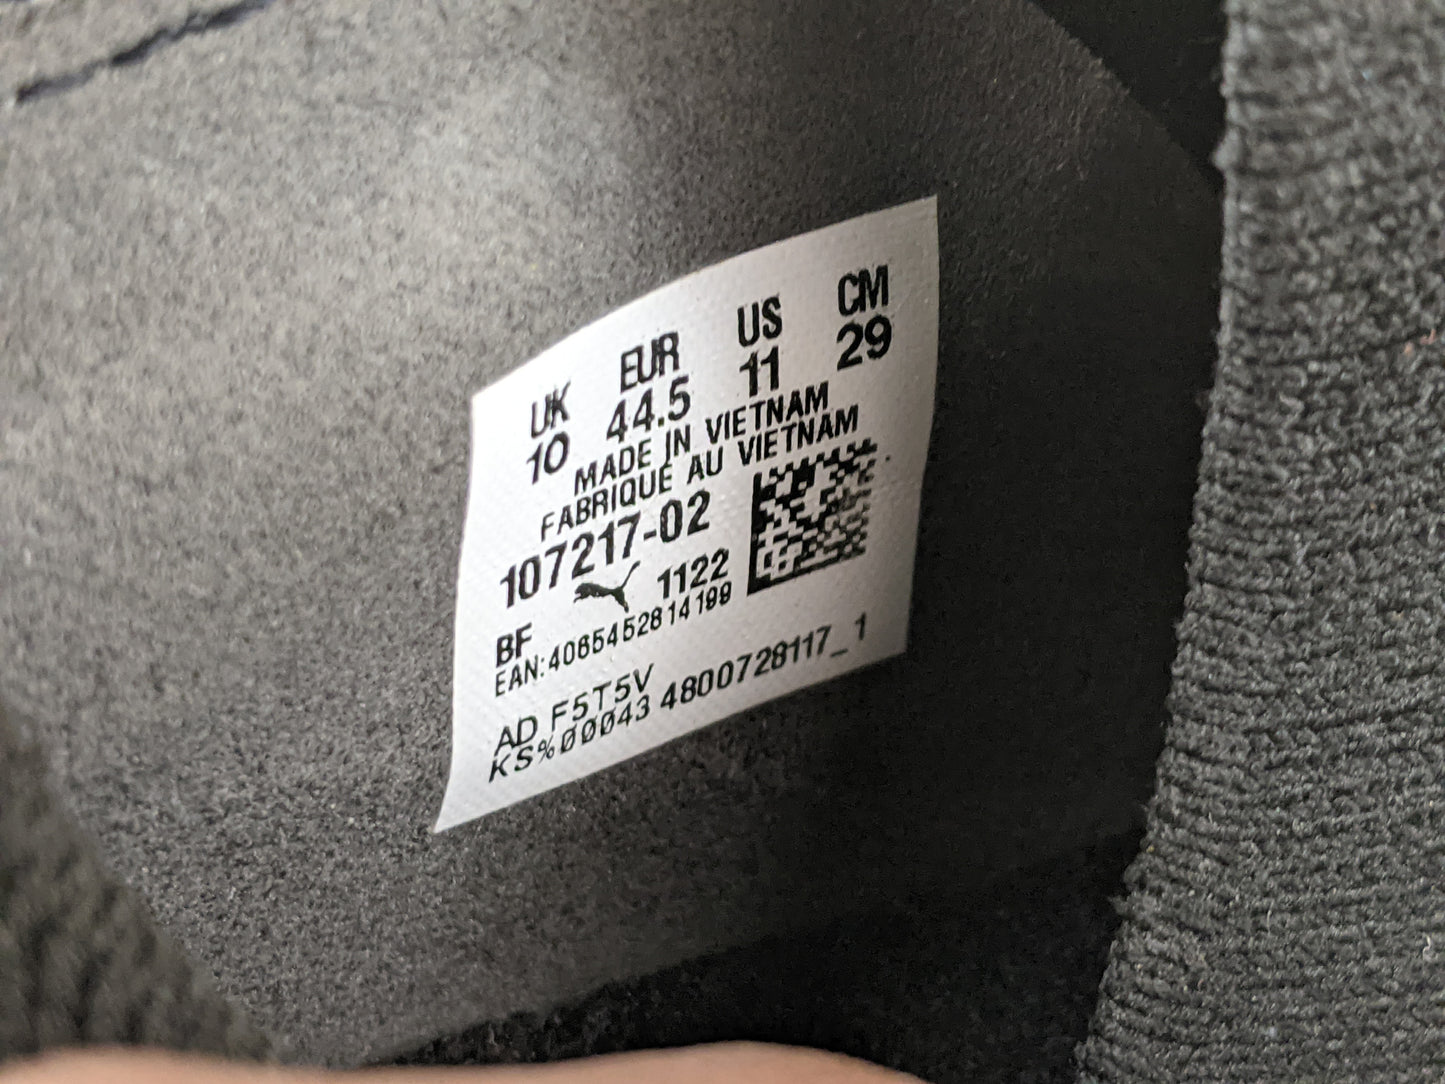 UK EUR US CM
10 44.5 11 29
MADE IN VIETNAM
FABRIQUÉ AU VIETNAM
107217-02
1122
BF
EAN:4065452814199
AD F5T5V
KS%00043 4800728117_1